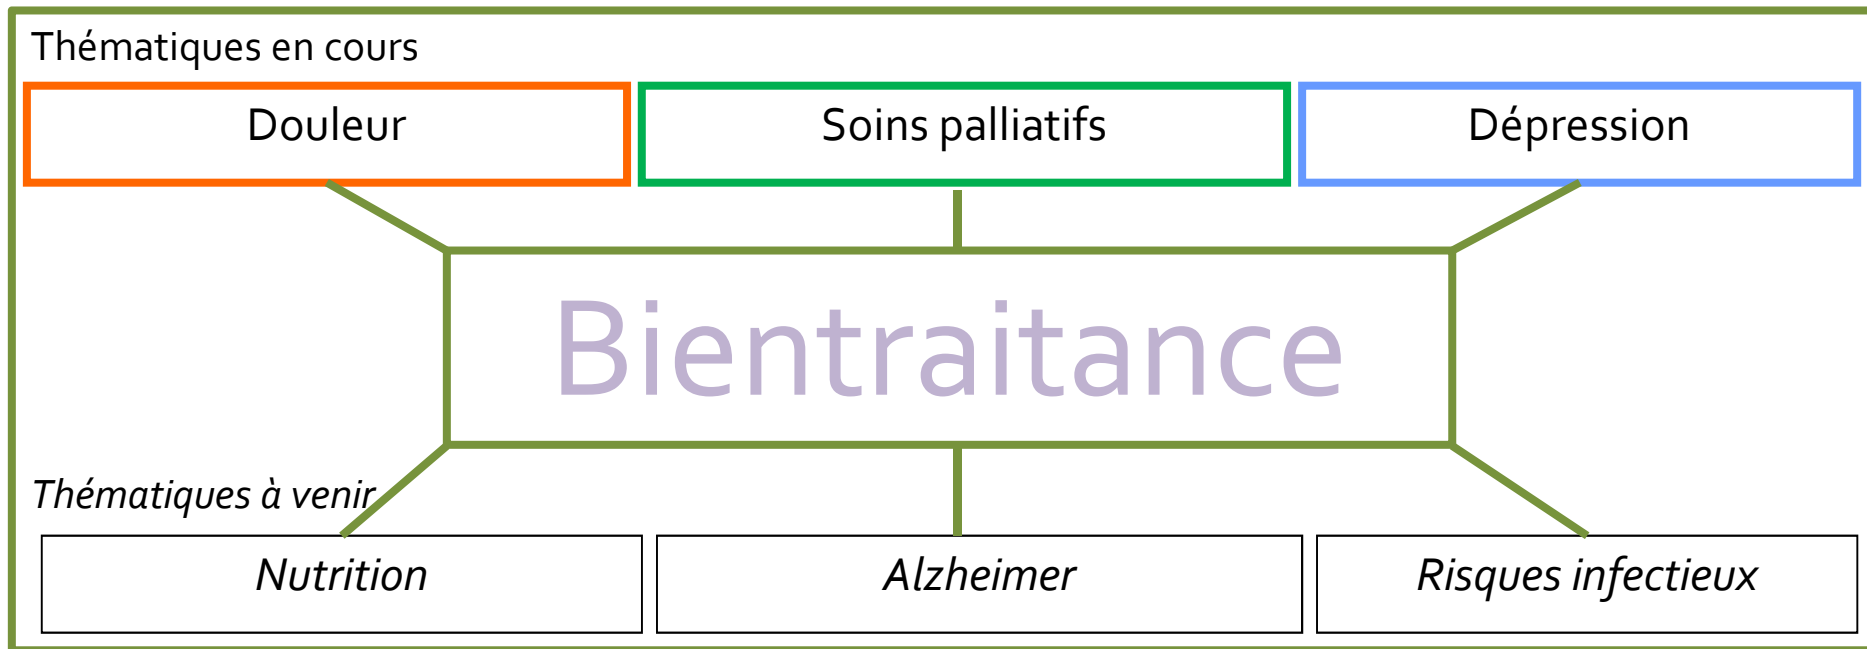 Thématiques en cours
Douleur
Soins palliatifs
Dépression
Bientraitance
Thématiques à venir
Nutrition
Alzheimer
Risques infectieux